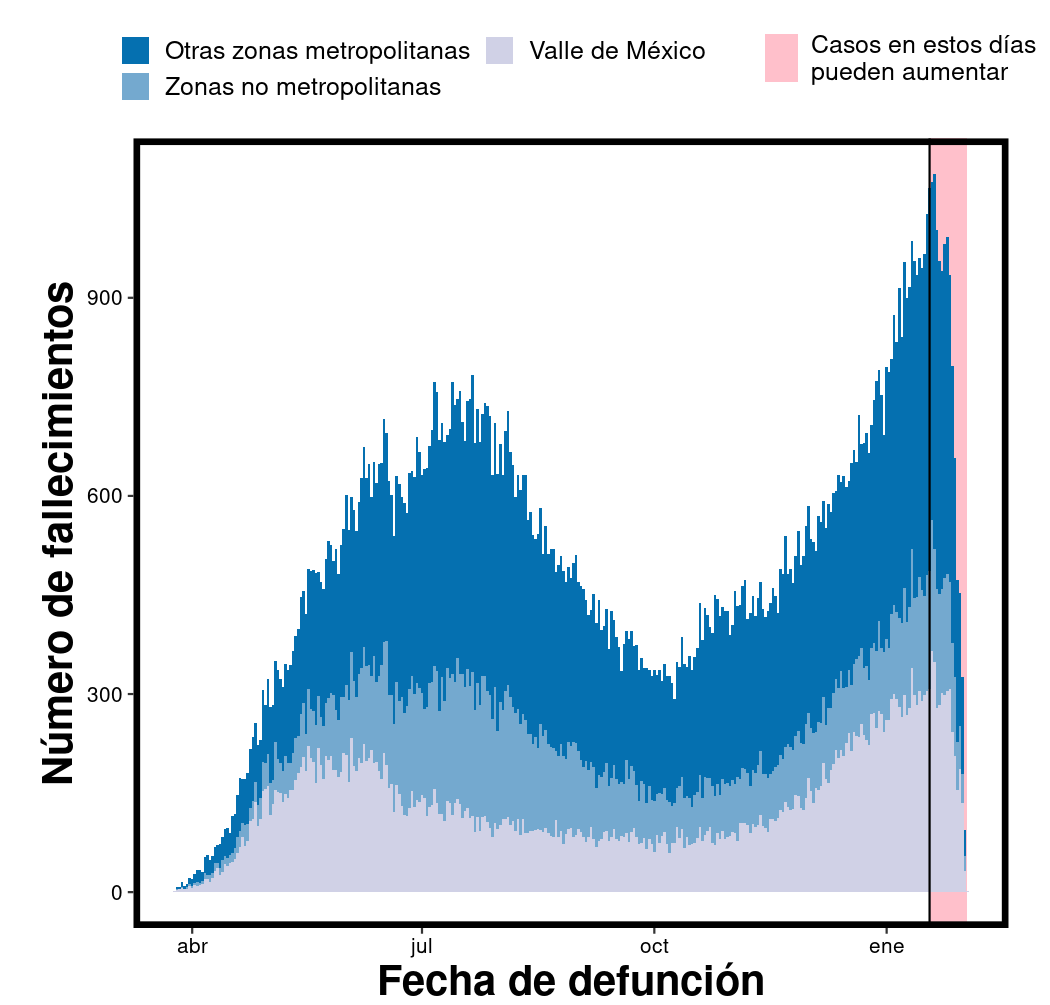 Otras zonas metropolitanas
Zonas no metropolitanas
Valle de México
Casos en estos días
pueden aumentar
Número de fallecimientos
900
600
300
0
abr
jul
oct
ene
Fecha de defunción